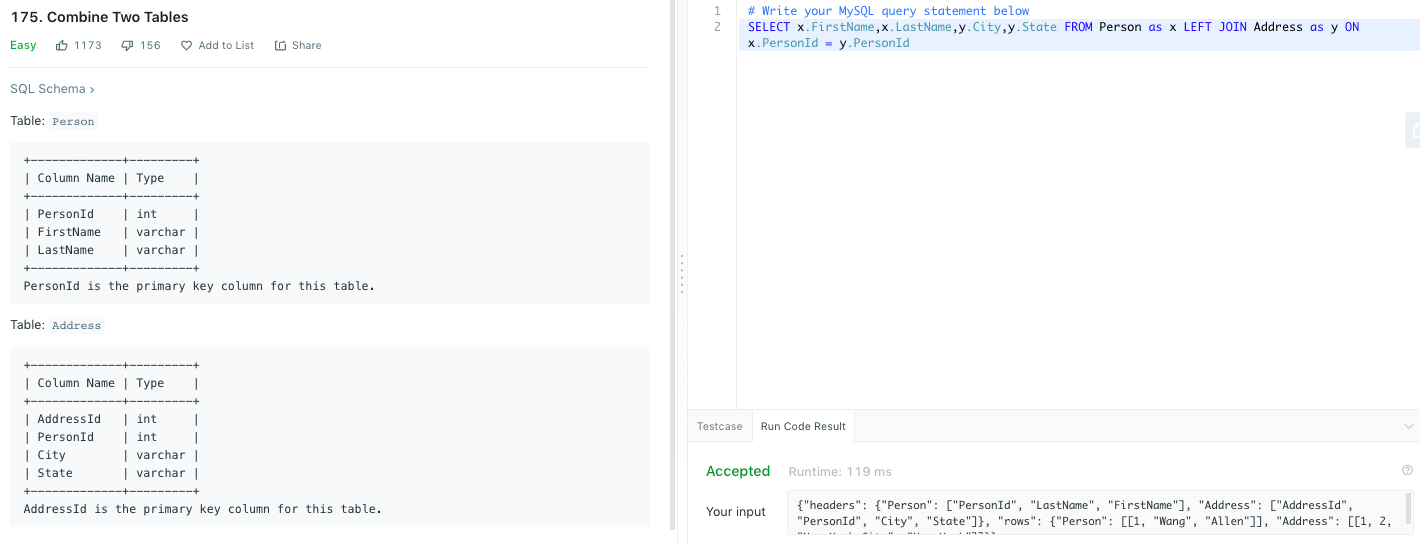 175. Combine Two Tables
Easy 1173 156 Add to List Share
SQL Schema ›
Table: Person
+-------------+---------+
| Column Name | Type    |
+-------------+---------+
| PersonId    | int     |
| FirstName   | varchar |
| LastName    | varchar |
+-------------+---------+
PersonId is the primary key column for this table.
Table: Address
+-------------+---------+
| Column Name | Type    |
+-------------+---------+
| AddressId   | int     |
| PersonId    | int     |
| City        | varchar |
| State       | varchar |
+-------------+---------+
AddressId is the primary key column for this table.
1 # Write your MySQL query statement below
2 SELECT x.FirstName,x.LastName,y.City,y.State FROM Person as x LEFT JOIN Address as y ON
x.PersonId = y.PersonId
Testcase Run Code Result
Accepted Runtime: 119 ms
Your input
{"headers": {"Person": ["PersonId", "LastName", "FirstName"], "Address": ["AddressId",
"PersonId", "City", "State"]}, "rows": {"Person": [[1, "Wang", "Allen"]], "Address": [[1, 2,